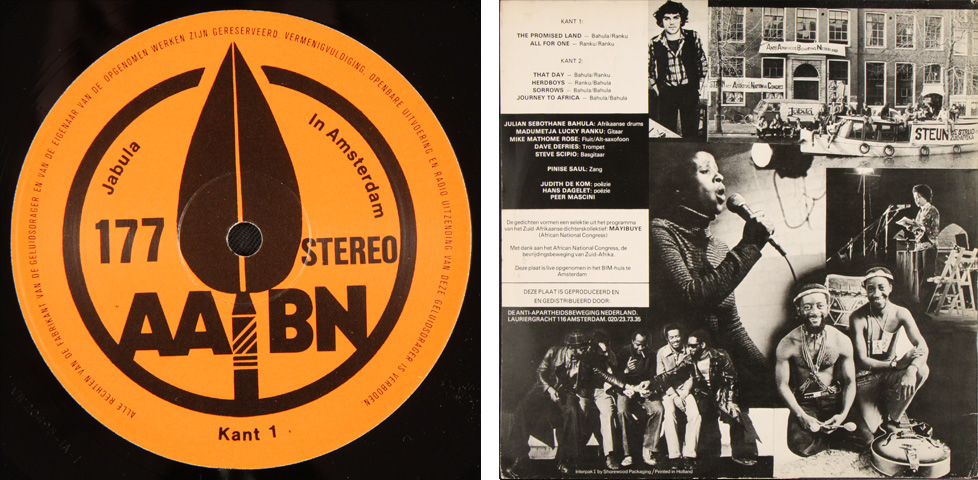 ALLE RECHTEN VAN DE FABRIKANT VAN DE GELUIDSDRAGER EN VAN DE EIGENAAR VAN DE OPGENOMEN WERKEN ZIJN GERESERVEERD. VERMENIGVULDIGING, OPENBARE UITVOERING EN RADIO UITZENDING VAN DEZE GELUIDSDRAGER IS VERBODEN.
Jabula
In Amsterdam
177
STEREO
AABN
Kant 1
KANT 1:
THE PROMISED LAND – Bahula/Ranku
ALL FOR ONE – Ranku/Ranku
KANT 2:
THAT DAY – Bahula/Ranku
HERDBOYS – Ranku/Bahula
SORROWS – Bahula/Bahula
JOURNEY TO AFRICA – Bahula/Bahula
JULIAN SEBOTHANE BAHULA: Afrikaanse drums
MADUMETJA LUCKY RANKU: Gitaar
MIKE MATHOME ROSE: Fluin/Alt-saxofoon
DAVE DEFRIES: Trompet
STEVE SCIPIO: Basgitaar
PINISE SAUL: Zang
JUDITH DE KOM: poëzie
HANS DAGELET: poëzie
PEER MASCINI
De gedichten vormen een selektie uit het programma
van het Zuid-Afrikaanse dichterskollektief: MAYIBUYE
(African National Congress)
Met dank aan het African National Congress, de
bevrijdingsbeweging van Zuid-Afrika.
Deze plaat is live opgenomen in het BIM-huis te
Amsterdam
DEZE PLAAT IS GEPRODUCEERD EN
EN GEDISTRIBUEERD DOOR:
DE ANTI-APARTHEIDSBEWEGING NEDERLAND.
LAURIERGRACHT 116 AMSTERDAM. 020/23.73.35
STEUN
Interpak 1 by Shorewood Packaging / Printed in Holland